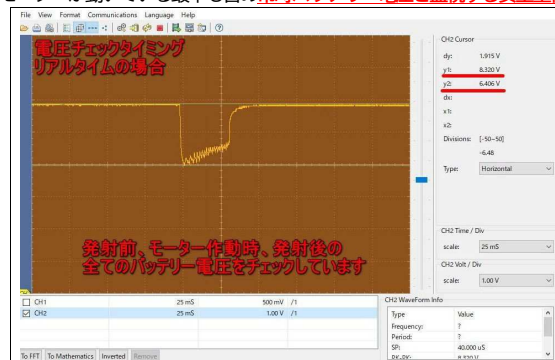 File View Format Communications Language Help
電圧チェックタイミング
リアルタイムの場合
発射前、モーター作動時、発射後の
全てのバッテリー電圧をチェックしています
CH2 Cursor
dy: 1.915 V
y1: 8.320 V
y2: 6.406 V
dx:
x1:
x2:
Divisions: [-50~50]
-6.48
Type: Horizontal
CH2 Time / Div
scale: 25 mS
CH2 Volt / Div
scale: 1.00 V
CH1 25 mS 500 mV /1
CH2 25 mS 1.00 V /1
CH2 WaveForm Info
Type Value
Frequency: ?
Period: ?
SP: 40.000 uS
PK-PK: 8.320 V
To FFT To Mathematics Inverted Remove